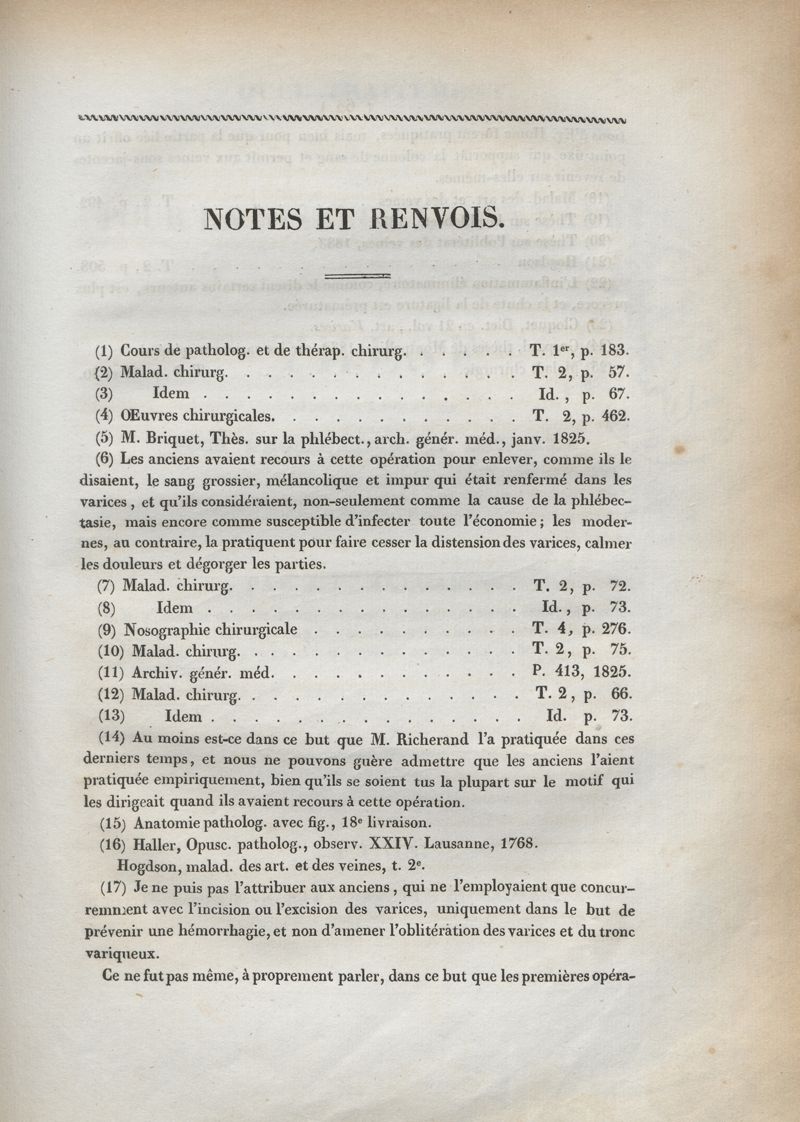 NOTES ET RENVOIS.
(1) Cours de patholog. et de thérap. chirurg. . . . . . T. 1er, p. 183.
(2) Malad. chirurg. . . . . . . . . . . . . . . T. 2, p. 57.
(3) Idem . . . . . . . . . . . . . . . Id. , p. 67.
(4) Œuvres chirurgicales. . . . . . . . . . . . . T. 2, p. 462.
(5) M. Briquet, Thès. sur la phlébect., arch. génér. méd., janv. 1825.
(6) Les anciens avaient recours à cette opération pour enlever, comme ils le
disaient, le sang grossier, mélancolique et impur qui était renfermé dans les
varices , et qu'ils considéraient, non-seulement comme la cause de la phlébec-
tasie, mais encore comme susceptible d'infecter toute l'économie ; les moder-
nes, au contraire, la pratiquent pour faire cesser la distension des varices, calmer
les douleurs et dégorger les parties.
(7) Malad. chirurg. . . . . . . . . . . . . . . T. 2, p. 72.
(8) Idem . . . . . . . . . . . . . . . Id., p. 73.
(9) Nosographie chirurgicale . . . . . . . . . . T. 4, p. 276.
(10) Malad. chirurg. . . . . . . . . . . . . . . T. 2, p. 75.
(11) Archiv. génér. méd. . . . . . . . . . . . . P. 413, 1825.
(12) Malad. chirurg. . . . . . . . . . . . . . . T. 2 , p. 66.
(13) Idem . . . . . . . . . . . . . . . Id. p. 73.
(14) Au moins est-ce dans ce but que M. Richerand l'a pratiquée dans ces
derniers temps, et nous ne pouvons guère admettre que les anciens l'aient
pratiquée empiriquement, bien qu'ils se soient tus la plupart sur le motif qui
les dirigeait quand ils avaient recours à cette opération.
(15) Anatomie patholog. avec fig., 18e livraison.
(16) Haller, Opusc. patholog., observ. XXIV. Lausanne, 1768.
Hogdson, malad. des art. et des veines, t. 2e.
(17) Je ne puis pas l'attribuer aux anciens , qui ne l'employaient que concur-
remment avec l'incision ou l'excision des varices, uniquement dans le but de
prévenir une hémorrhagie, et non d'amener l'oblitération des varices et du tronc
variqueux.
Ce ne fut pas même, à proprement parler, dans ce but que les premières opéra-